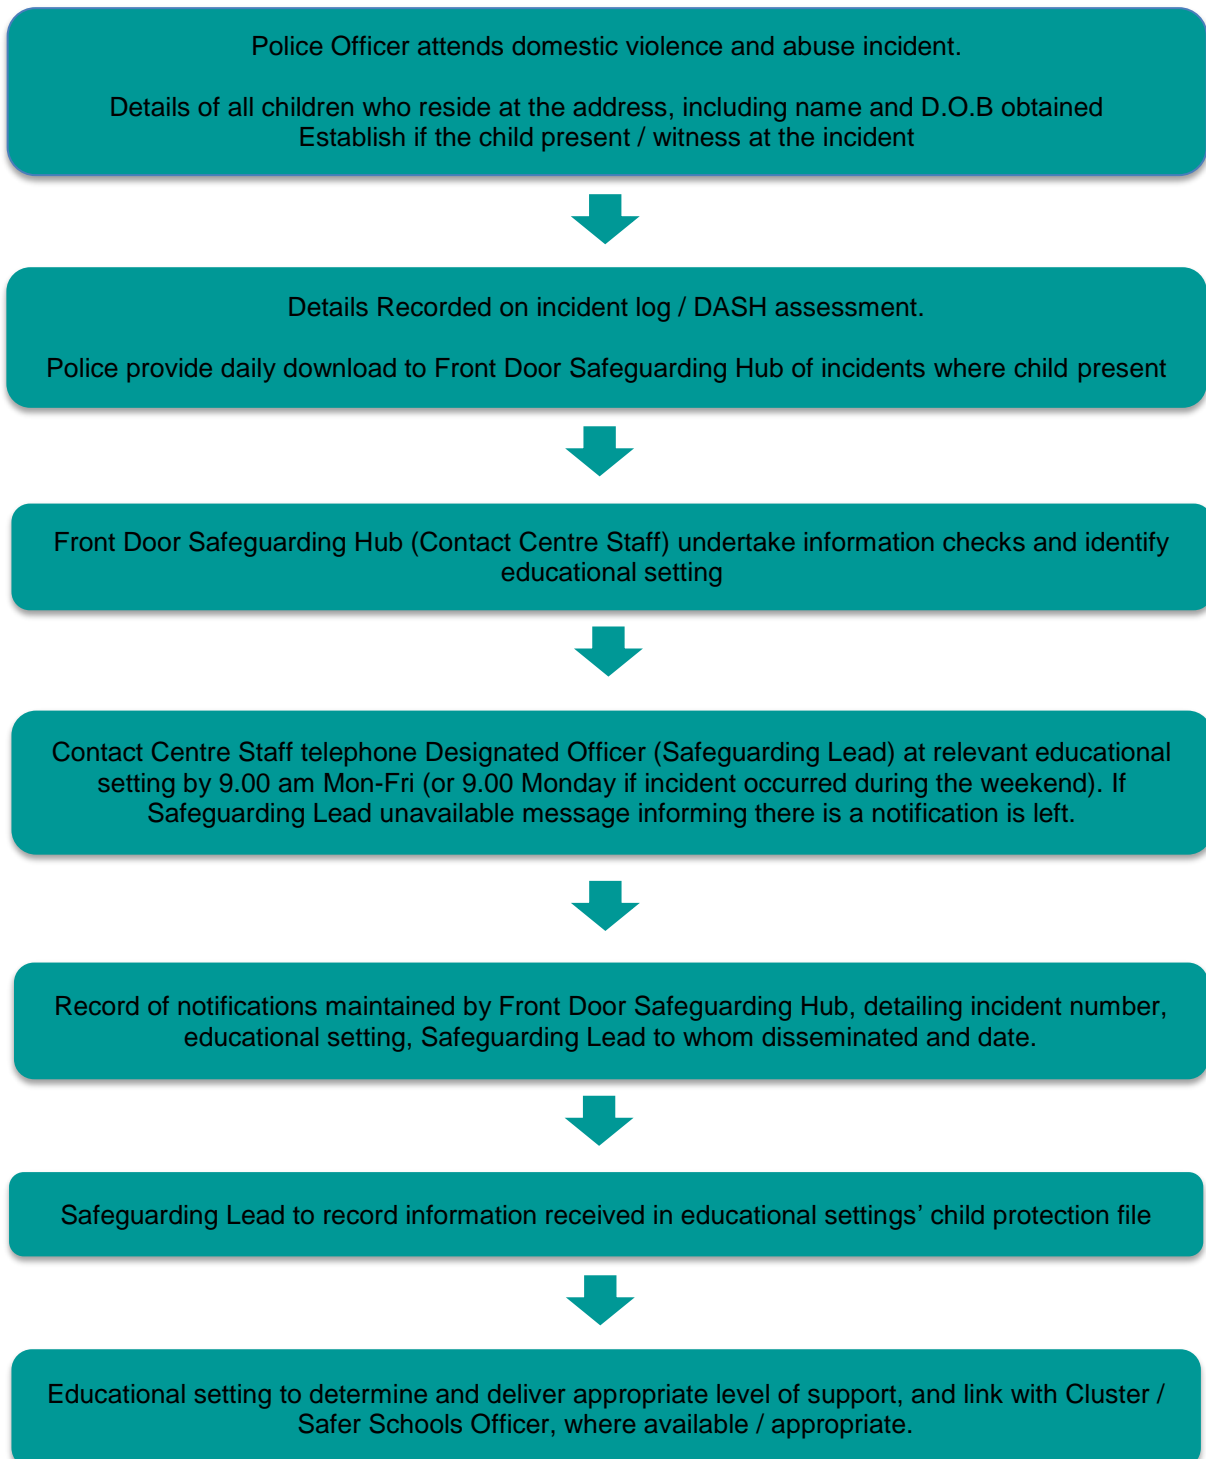 Police Officer attends domestic violence and abuse incident.
Details of all children who reside at the address, including name and D.O.B obtained
Establish if the child present / witness at the incident
Details Recorded on incident log / DASH assessment.
Police provide daily download to Front Door Safeguarding Hub of incidents where child present
Front Door Safeguarding Hub (Contact Centre Staff) undertake information checks and identify
educational setting
Contact Centre Staff telephone Designated Officer (Safeguarding Lead) at relevant educational
setting by 9.00 am Mon-Fri (or 9.00 Monday if incident occurred during the weekend). If
Safeguarding Lead unavailable message informing there is a notification is left.
Record of notifications maintained by Front Door Safeguarding Hub, detailing incident number,
educational setting, Safeguarding Lead to whom disseminated and date.
Safeguarding Lead to record information received in educational settings’ child protection file
Educational setting to determine and deliver appropriate level of support, and link with Cluster /
Safer Schools Officer, where available / appropriate.